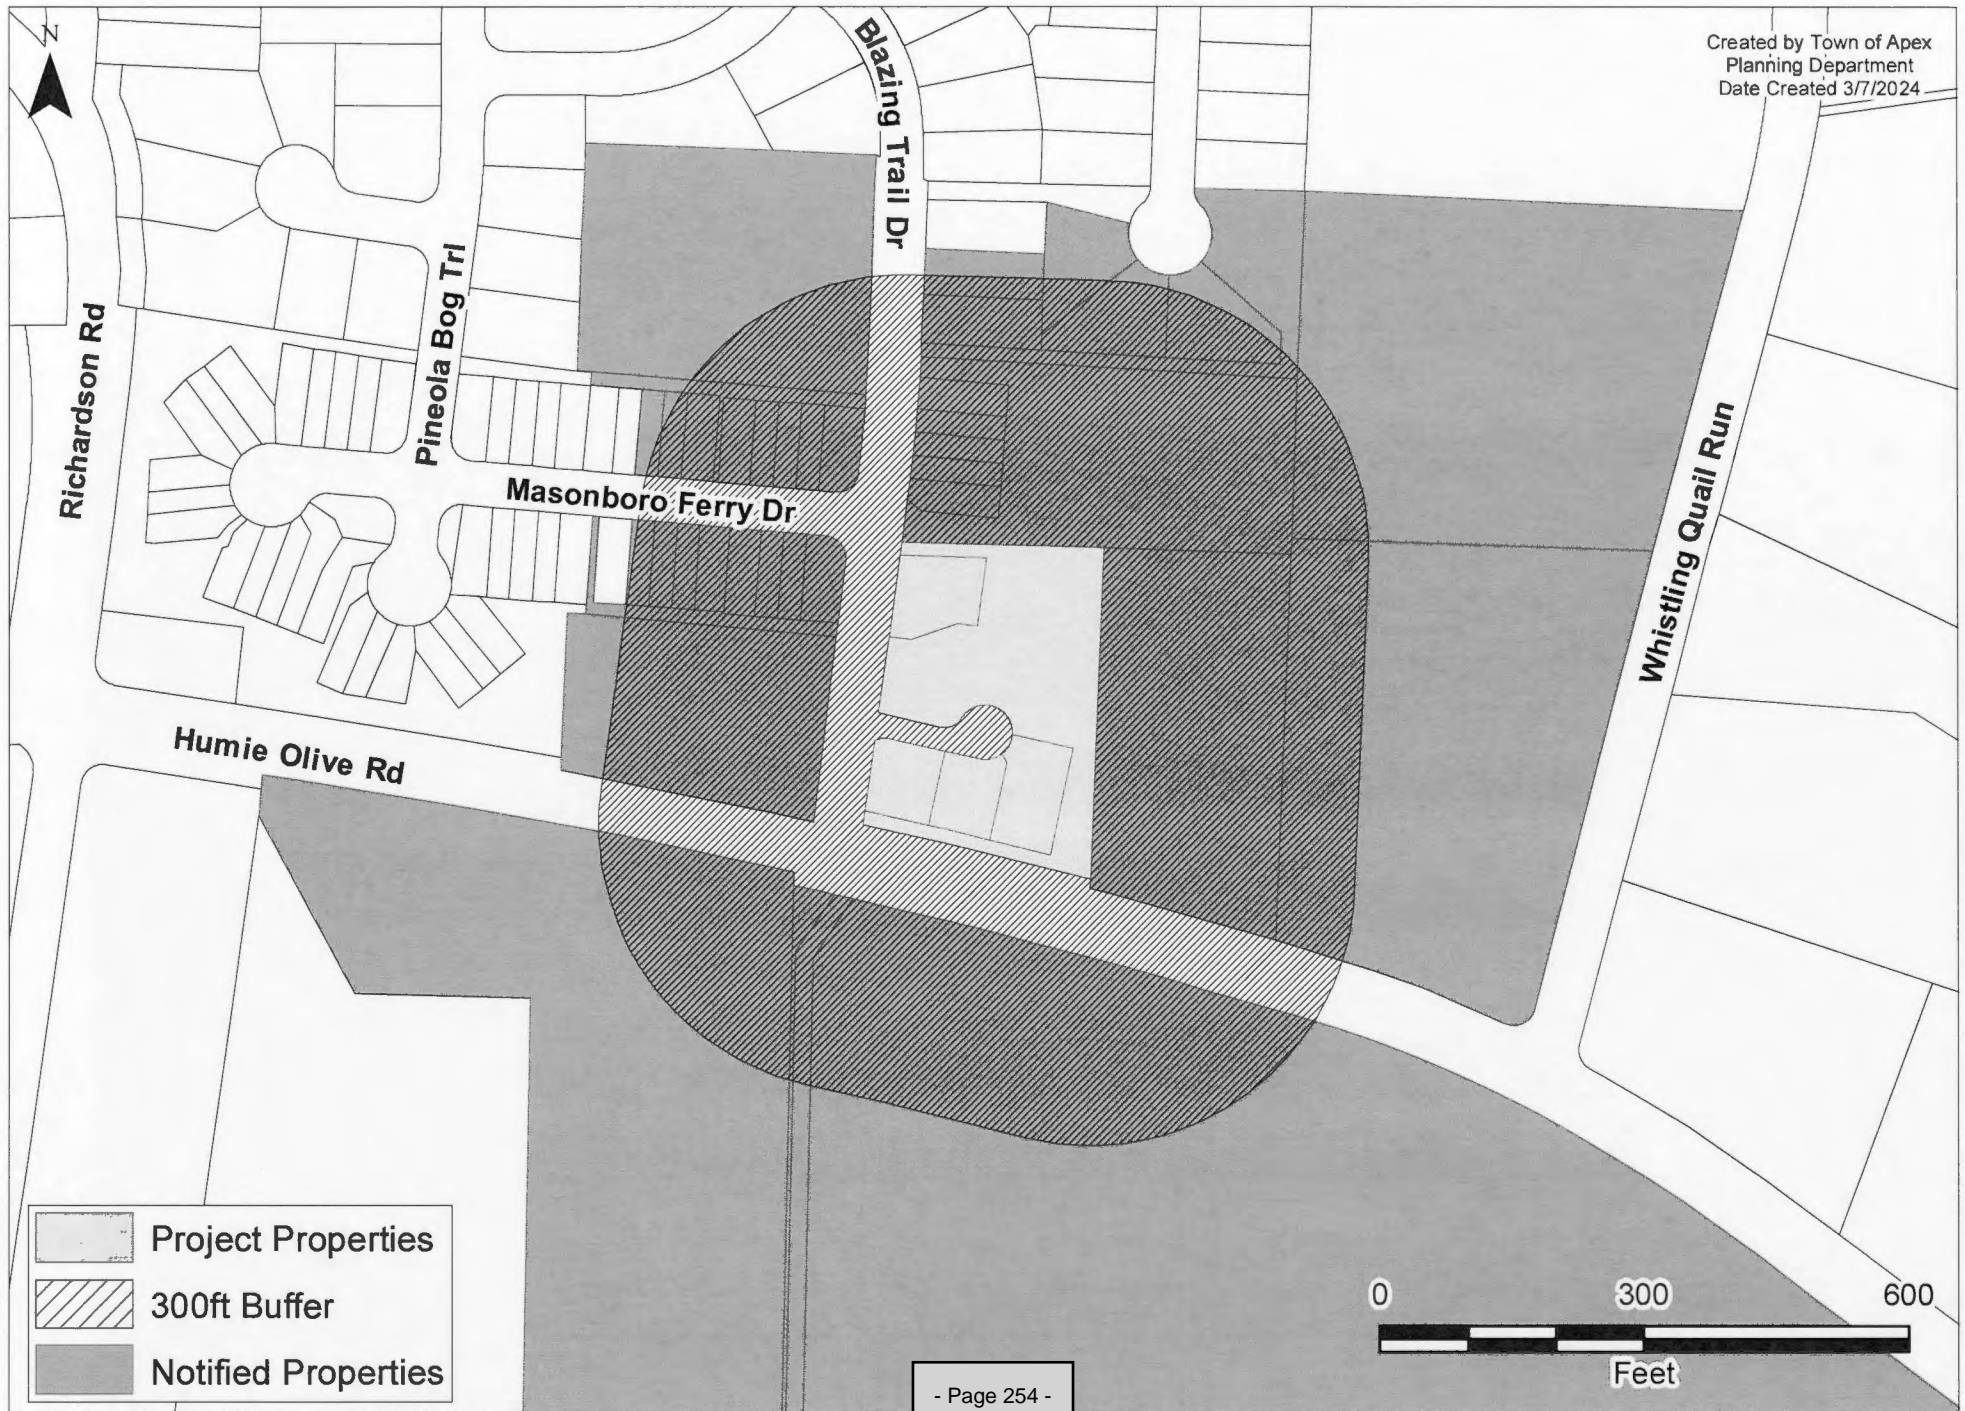 N
Created by Town of Apex
Planning Department
Date Created 3/7/2024
Blazing Trail Dr
Pineola Bog Trl
Richardson Rd
Masonboro Ferry Dr
Whistling Quail Run
Humie Olive Rd
Project Properties
300ft Buffer
Notified Properties
0 300 600
Feet
- Page 254 -